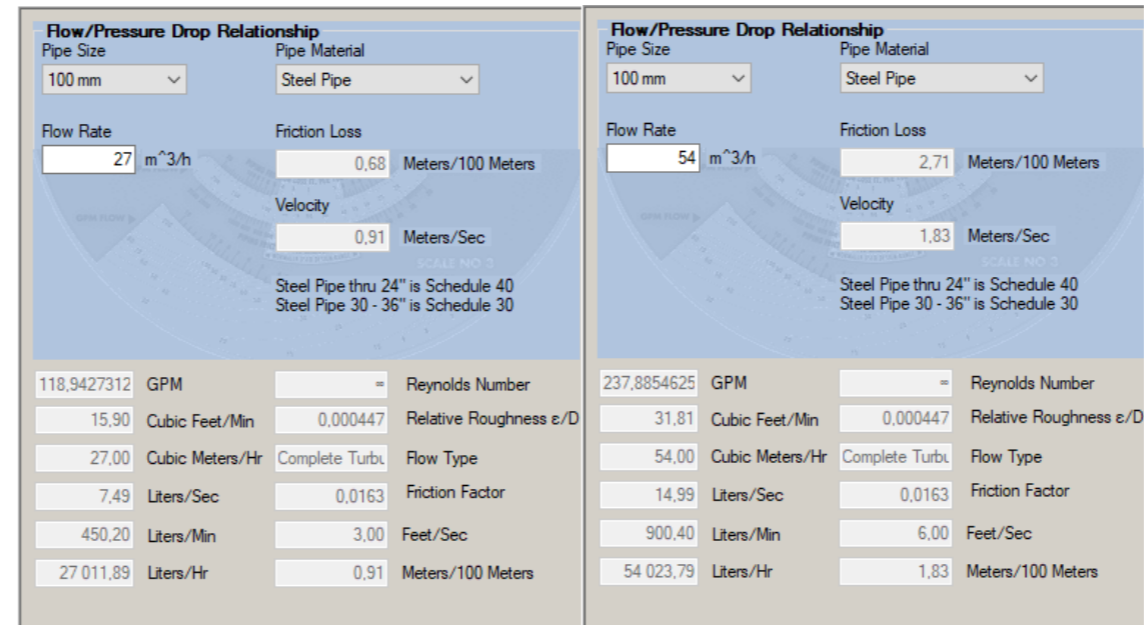 Flow/Pressure Drop Relationship
Pipe Size Pipe Material
100 mm Steel Pipe
Flow Rate Friction Loss
27 m^3/h 0,68 Meters/100 Meters
Velocity
0,91 Meters/Sec
SCALE NO 3
Steel Pipe thru 24" is Schedule 40
Steel Pipe 30 - 36" is Schedule 30
118,9427312 GPM = Reynolds Number
15,90 Cubic Feet/Min 0,000447 Relative Roughness ε/D
27,00 Cubic Meters/Hr Complete Turbu Flow Type
7,49 Liters/Sec 0,0163 Friction Factor
450,20 Liters/Min 3,00 Feet/Sec
27 011,89 Liters/Hr 0,91 Meters/100 Meters
Flow/Pressure Drop Relationship
Pipe Size Pipe Material
100 mm Steel Pipe
Flow Rate Friction Loss
54 m^3/h 2,71 Meters/100 Meters
Velocity
1,83 Meters/Sec
SCALE NO 3
Steel Pipe thru 24" is Schedule 40
Steel Pipe 30 - 36" is Schedule 30
237,8854625 GPM = Reynolds Number
31,81 Cubic Feet/Min 0,000447 Relative Roughness ε/D
54,00 Cubic Meters/Hr Complete Turbu Flow Type
14,99 Liters/Sec 0,0163 Friction Factor
900,40 Liters/Min 6,00 Feet/Sec
54 023,79 Liters/Hr 1,83 Meters/100 Meters